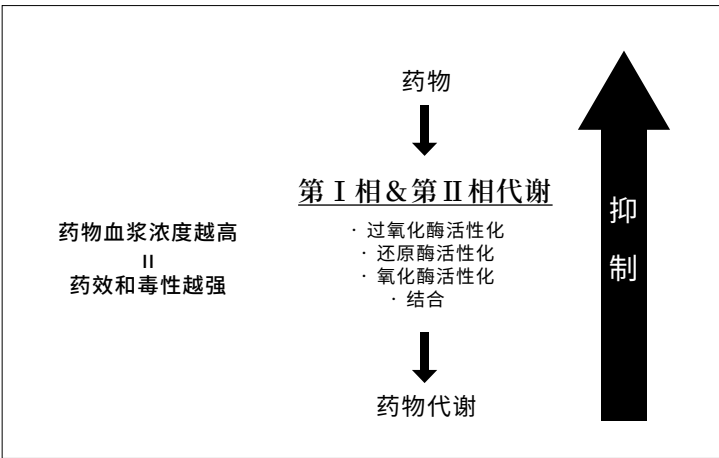 药物
第Ⅰ相&第Ⅱ相代谢
· 过氧化酶活性化
· 还原酶活性化
· 氧化酶活性化
· 结合
药物代谢
药物血浆浓度越高
=
药效和毒性越强
抑制